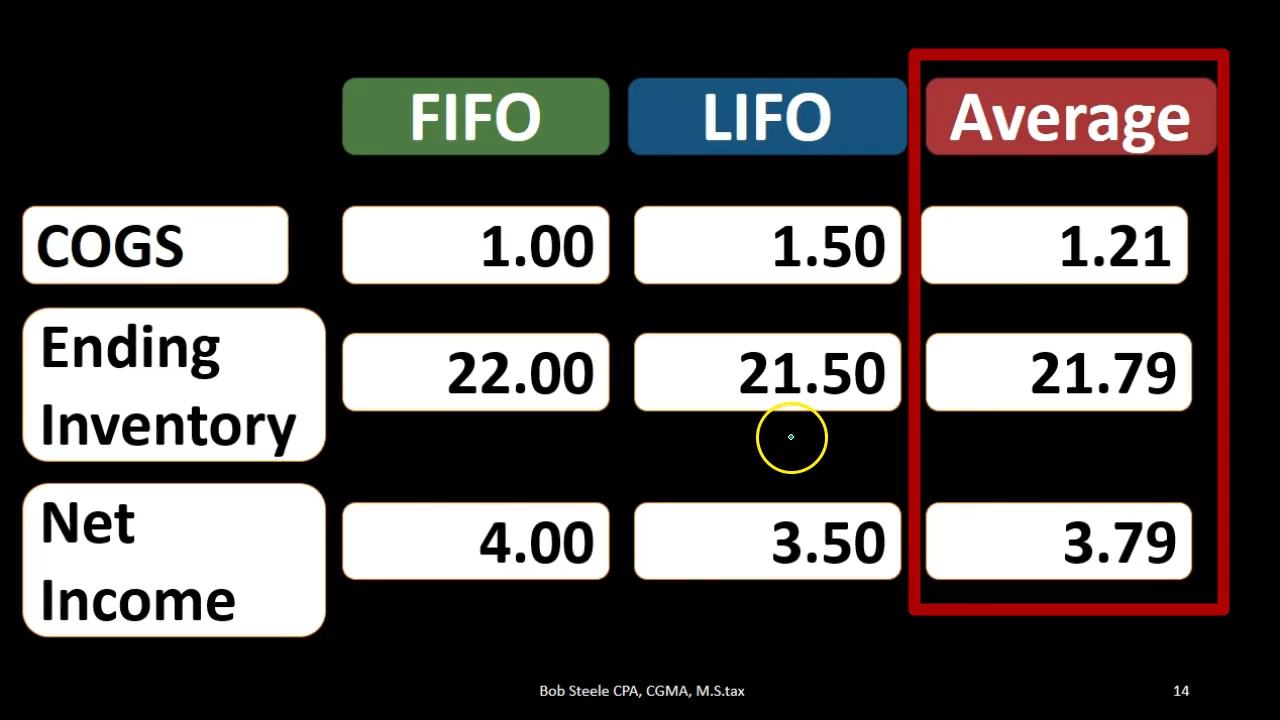 FIFO LIFO Average
COGS 1.00 1.50 1.21
Ending
Inventory 22.00 21.50 21.79
Net
Income 4.00 3.50 3.79
Bob Steele CPA, CGMA, M.S.tax 14